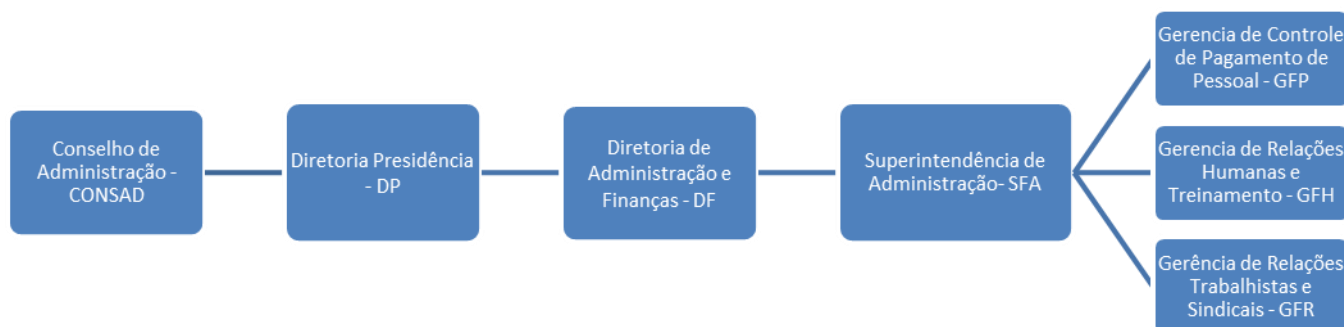 Conselho de
Administração -
CONSAD
Diretoria Presidência
- DP
Diretoria de
Administração e
Finanças - DF
Superintendência de
Administração- SFA
Gerencia de Controle
de Pagamento de
Pessoal - GFP
Gerencia de Relações
Humanas e
Treinamento - GFH
Gerência de Relações
Trabalhistas e
Sindicais - GFR